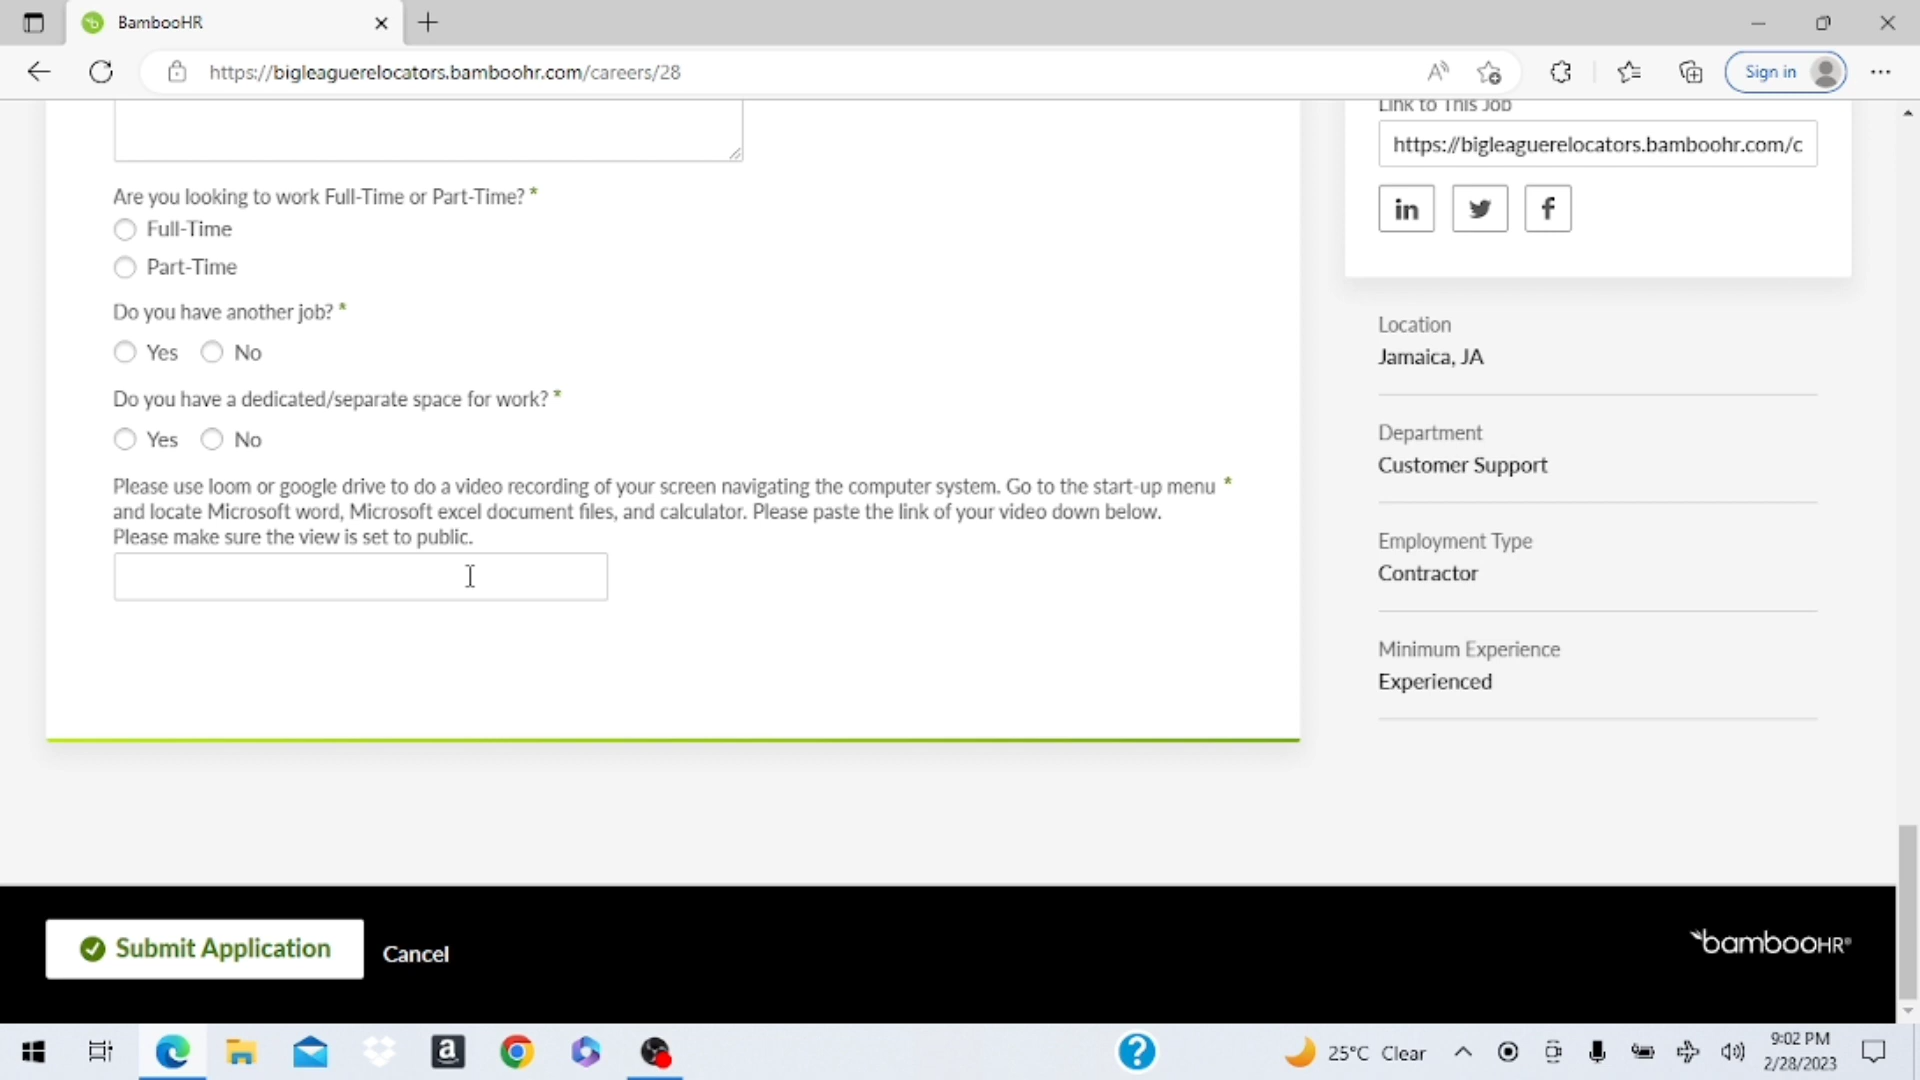 BambooHR
https://bigleaguerelocators.bamboohr.com/careers/28
Sign in
Link to This Job
https://bigleaguerelocators.bamboohr.com/c
in
f
Are you looking to work Full-Time or Part-Time? *
Full-Time
Part-Time
Do you have another job? *
Yes
No
Do you have a dedicated/separate space for work? *
Yes
No
Please use loom or google drive to do a video recording of your screen navigating the computer system. Go to the start-up menu *
and locate Microsoft word, Microsoft excel document files, and calculator. Please paste the link of your video down below.
Please make sure the view is set to public.
Location
Jamaica, JA
Department
Customer Support
Employment Type
Contractor
Minimum Experience
Experienced
Submit Application
Cancel
bambooHR®
25°C Clear
9:02 PM
2/28/2023